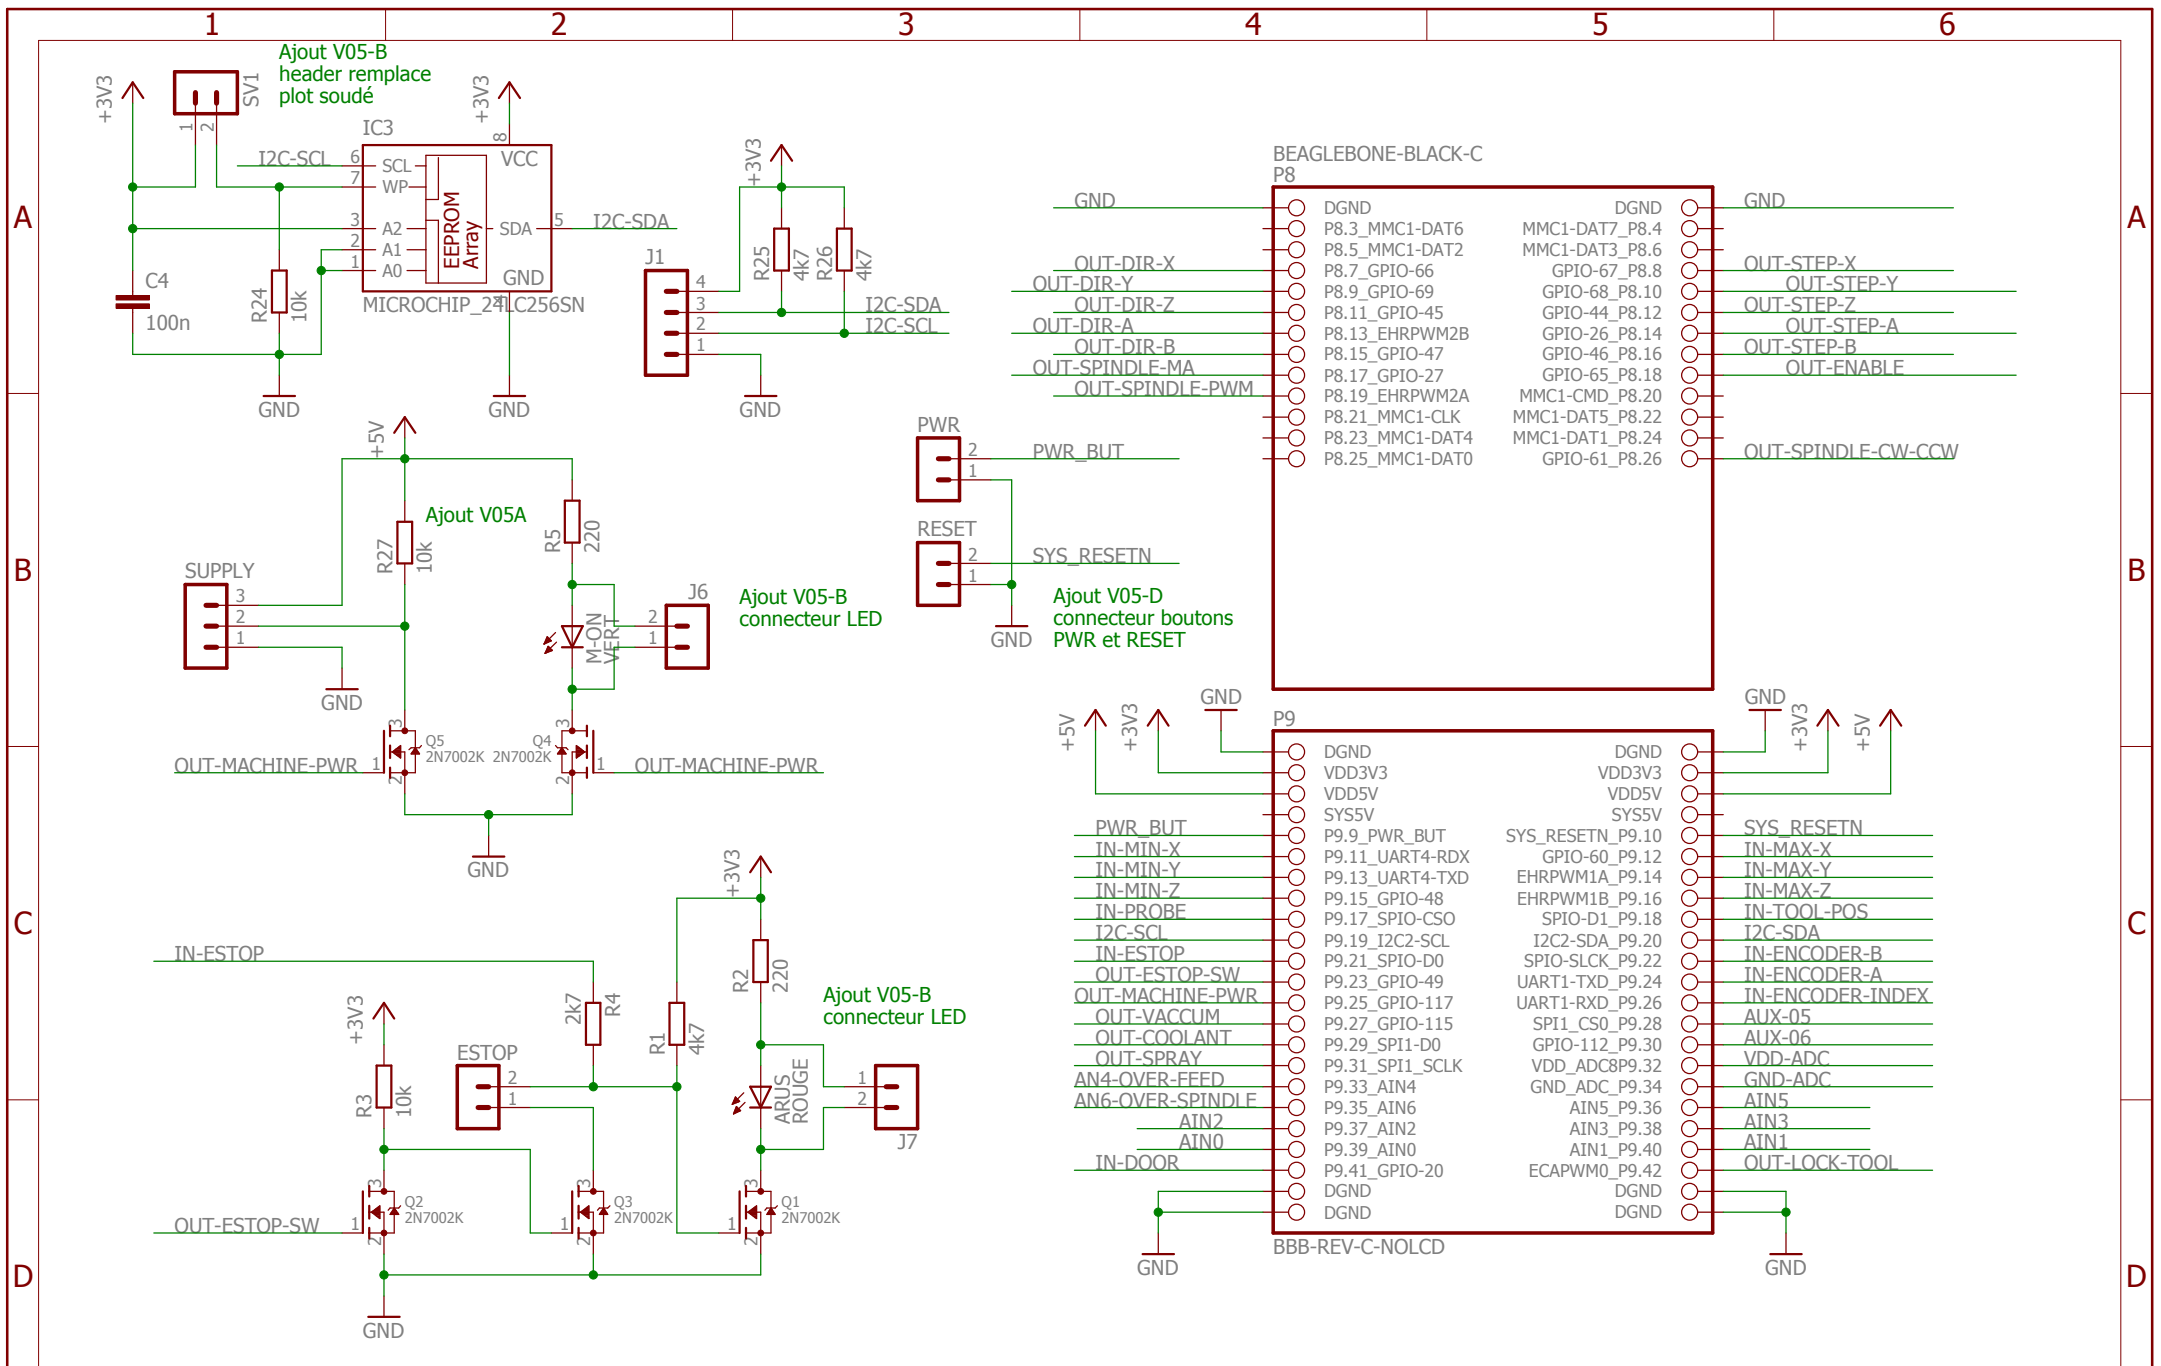 1 2 3 4 5 6
A
B
C
D
A
B
C
D
Ajout V05-B
header remplace
plot soudé
+3V3
SV1
1
2
+3V3
IC3
I2C-SCL
6
7
3
2
1
SCL
WP
A2
A1
A0
EEPROM
Array
8
VCC
SDA
5
I2C-SDA
GND
4
MICROCHIP_24LC256SN
C4
100n
R24
10k
GND
GND
+3V3
R25
4k7
R26
4k7
J1
4
3
2
1
I2C-SDA
I2C-SCL
GND
+5V
Ajout V05A
R27
10k
R5
220
SUPPLY
3
2
1
GND
M-ON
VERT
J6
2
1
Ajout V05-B
connecteur LED
OUT-MACHINE-PWR
1
3
2
Q5
2N7002K
Q4
2N7002K
3
2
1
OUT-MACHINE-PWR
GND
PWR
2
1
PWR_BUT
RESET
2
1
SYS_RESETN
GND
Ajout V05-D
connecteur boutons
PWR et RESET
IN-ESTOP
+3V3
R3
10k
ESTOP
2
1
2k7
R4
R1
4k7
+3V3
R2
220
Ajout V05-B
connecteur LED
ARUS
ROUGE
1
2
J7
OUT-ESTOP-SW
1
3
2
Q2
2N7002K
1
3
2
Q3
2N7002K
1
3
2
Q1
2N7002K
GND
BEAGLEBONE-BLACK-C
P8
GND DGND DGND GND
P8.3_MMC1-DAT6 MMC1-DAT7_P8.4
P8.5_MMC1-DAT2 MMC1-DAT3_P8.6
OUT-DIR-X P8.7_GPIO-66 GPIO-67_P8.8 OUT-STEP-X
OUT-DIR-Y P8.9_GPIO-69 GPIO-68_P8.10 OUT-STEP-Y
OUT-DIR-Z P8.11_GPIO-45 GPIO-44_P8.12 OUT-STEP-Z
OUT-DIR-A P8.13_EHRPWM2B GPIO-26_P8.14 OUT-STEP-A
OUT-DIR-B P8.15_GPIO-47 GPIO-46_P8.16 OUT-STEP-B
OUT-SPINDLE-MA P8.17_GPIO-27 GPIO-65_P8.18 OUT-ENABLE
OUT-SPINDLE-PWM P8.19_EHRPWM2A MMC1-CMD_P8.20
P8.21_MMC1-CLK MMC1-DAT5_P8.22
P8.23_MMC1-DAT4 MMC1-DAT1_P8.24
P8.25_MMC1-DAT0 GPIO-61_P8.26 OUT-SPINDLE-CW-CCW
+5V +3V3 GND GND +3V3 +5V
P9
DGND DGND
VDD3V3 VDD3V3
VDD5V VDD5V
SYS5V SYS5V
PWR_BUT P9.9_PWR_BUT SYS_RESETN_P9.10 SYS_RESETN
IN-MIN-X P9.11_UART4-RDX GPIO-60_P9.12 IN-MAX-X
IN-MIN-Y P9.13_UART4-TXD EHRPWM1A_P9.14 IN-MAX-Y
IN-MIN-Z P9.15_GPIO-48 EHRPWM1B_P9.16 IN-MAX-Z
IN-PROBE P9.17_SPIO-CSO SPIO-D1_P9.18 IN-TOOL-POS
I2C-SCL P9.19_I2C2-SCL I2C2-SDA_P9.20 I2C-SDA
IN-ESTOP P9.21_SPIO-D0 SPIO-SLCK_P9.22 IN-ENCODER-B
OUT-ESTOP-SW P9.23_GPIO-49 UART1-TXD_P9.24 IN-ENCODER-A
OUT-MACHINE-PWR P9.25_GPIO-117 UART1-RXD_P9.26 IN-ENCODER-INDEX
OUT-VACCUM P9.27_GPIO-115 SPI1_CS0_P9.28 AUX-05
OUT-COOLANT P9.29_SPI1-D0 GPIO-112_P9.30 AUX-06
OUT-SPRAY P9.31_SPI1_SCLK VDD_ADC8P9.32 VDD-ADC
AN4-OVER-FEED P9.33_AIN4 GND_ADC_P9.34 GND-ADC
AN6-OVER-SPINDLE P9.35_AIN6 AIN5_P9.36 AIN5
AIN2 P9.37_AIN2 AIN3_P9.38 AIN3
AIN0 P9.39_AIN0 AIN1_P9.40 AIN1
IN-DOOR P9.41_GPIO-20 ECAPWM0_P9.42 OUT-LOCK-TOOL
DGND DGND
DGND DGND
BBB-REV-C-NOLCD
GND GND